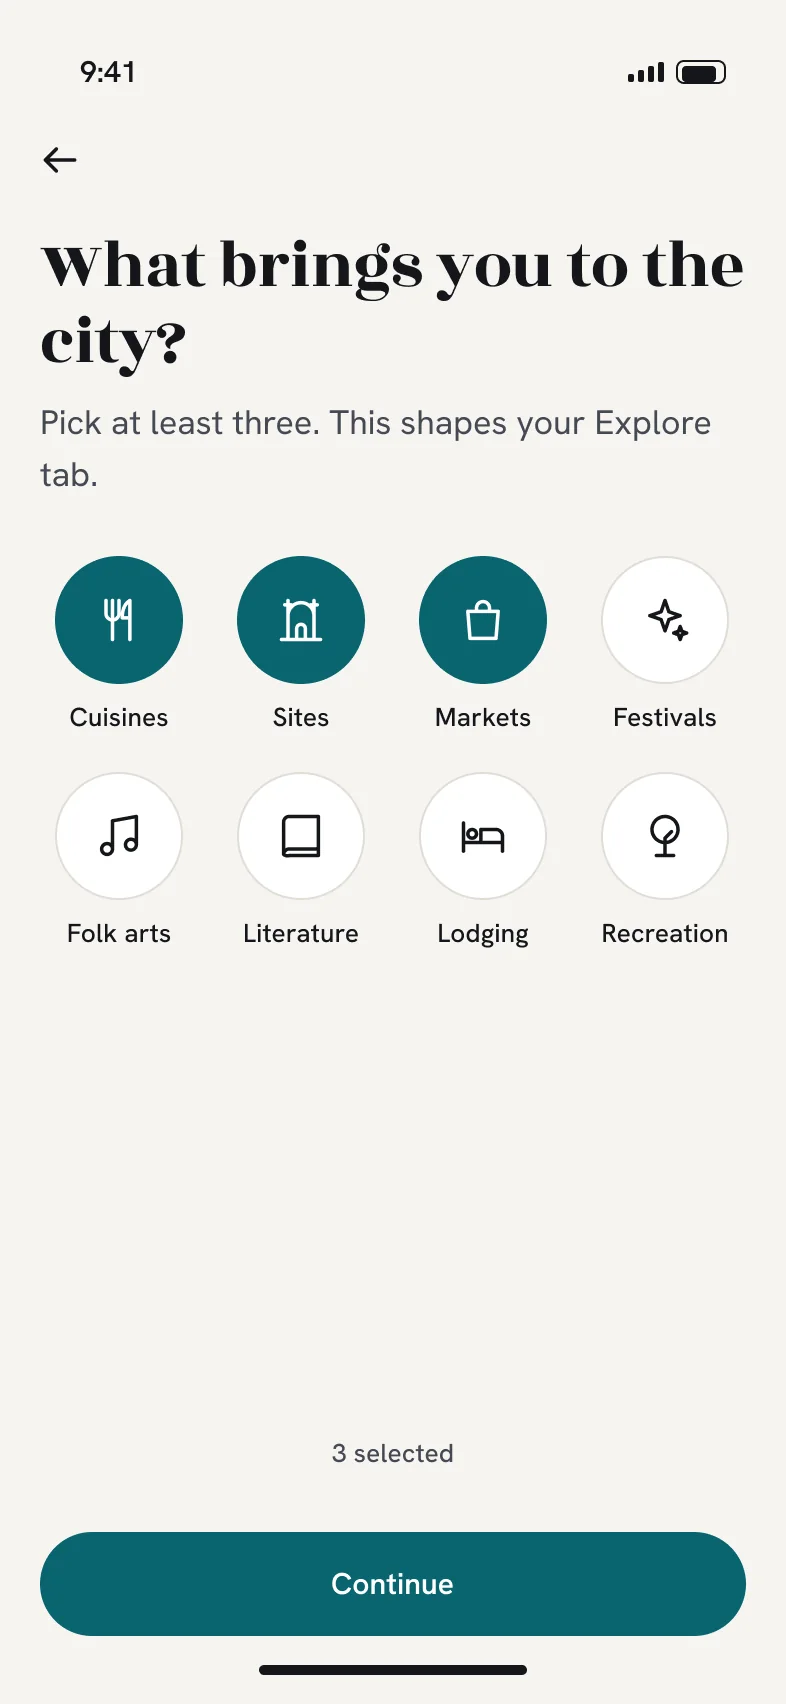 9:41
What brings you to the
city?
Pick at least three. This shapes your Explore
tab.
Cuisines
Sites
Markets
Festivals
Folk arts
Literature
Lodging
Recreation
3 selected
Continue